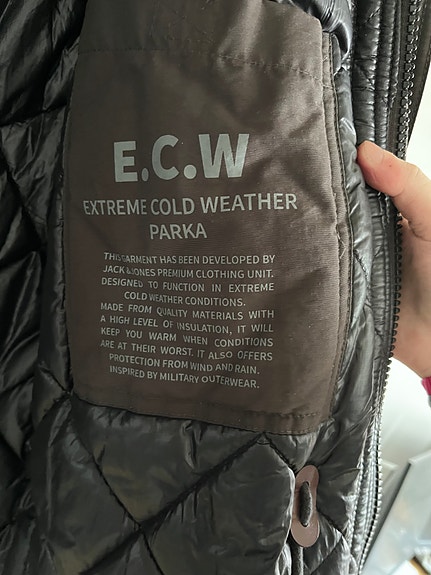 E.C.W
EXTREME COLD WEATHER
PARKA
THIS GARMENT HAS BEEN DEVELOPED BY
JACK & JONES PREMIUM CLOTHING UNIT.
DESIGNED TO FUNCTION IN EXTREME
COLD WEATHER CONDITIONS.
MADE FROM QUALITY MATERIALS WITH
A HIGH LEVEL OF INSULATION, IT WILL
KEEP YOU WARM WHEN CONDITIONS
ARE AT THEIR WORST. IT ALSO OFFERS
PROTECTION FROM WIND AND RAIN.
INSPIRED BY MILITARY OUTERWEAR.